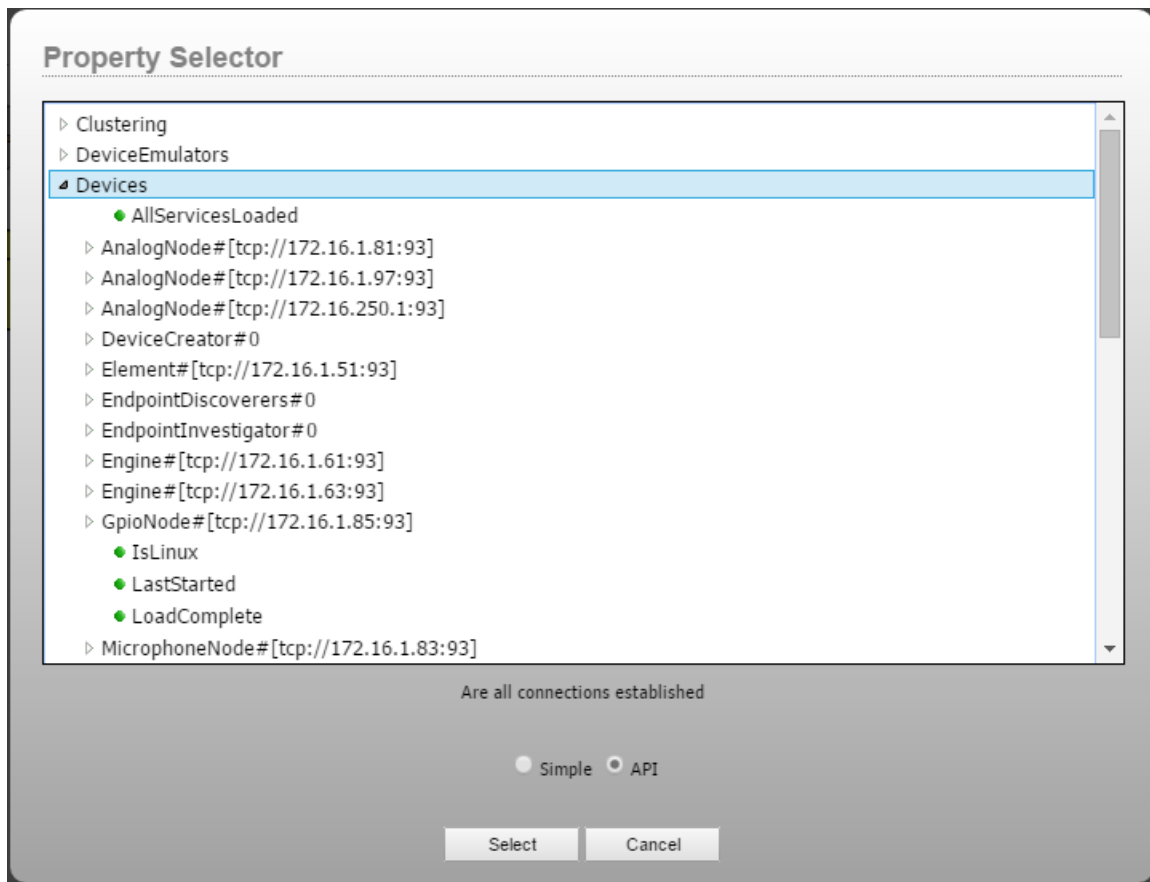 Property Selector
Clustering
DeviceEmulators
Devices
AllServicesLoaded
AnalogNode#[tcp://172.16.1.81:93]
AnalogNode#[tcp://172.16.1.97:93]
AnalogNode#[tcp://172.16.250.1:93]
DeviceCreator#0
Element#[tcp://172.16.1.51:93]
EndpointDiscoverers#0
EndpointInvestigator#0
Engine#[tcp://172.16.1.61:93]
Engine#[tcp://172.16.1.63:93]
GpioNode#[tcp://172.16.1.85:93]
IsLinux
LastStarted
LoadComplete
MicrophoneNode#[tcp://172.16.1.83:93]
Are all connections established
Simple API
Select Cancel